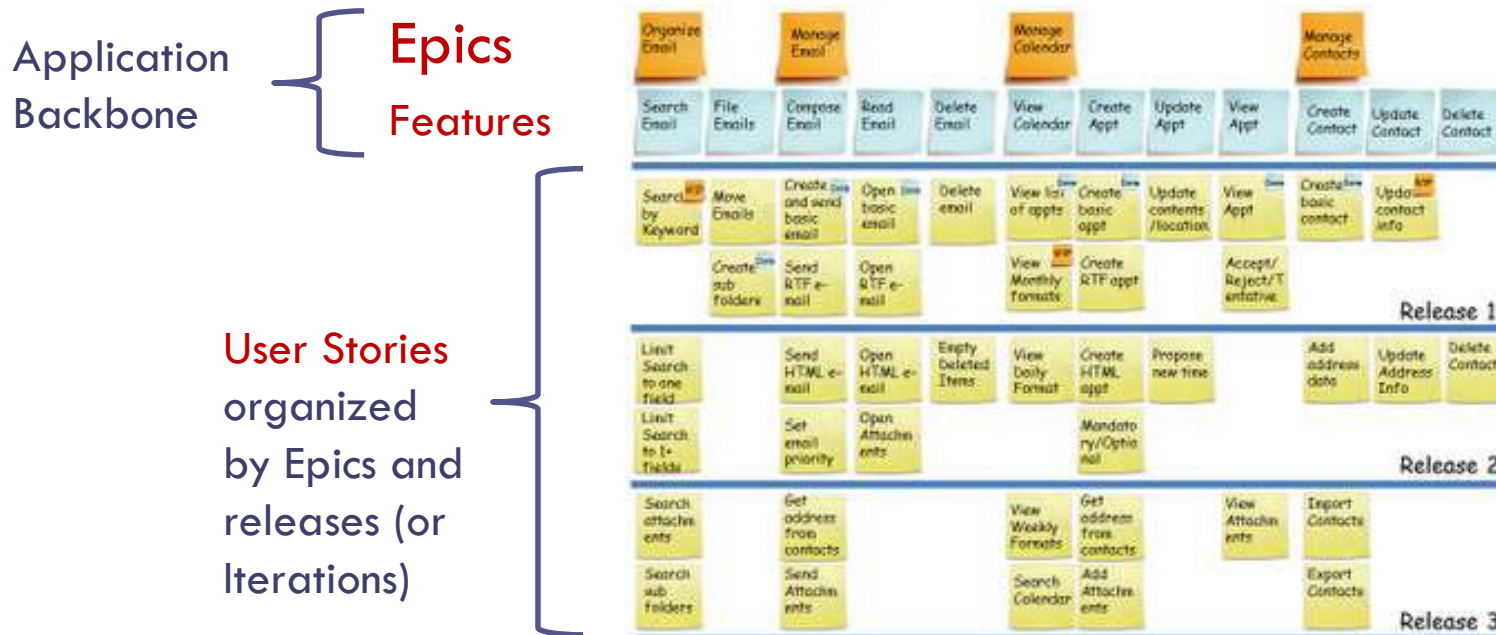 Application
Backbone
Epics
Features
User Stories
organized
by Epics and
releases (or
Iterations)
Organize
Email
Manage
Email
Manage
Calendar
Manage
Contacts
Search
Email
File
Emails
Compose
Email
Read
Email
Delete
Email
View
Calendar
Create
Appt
Update
Appt
View
Appt
Create
Contact
Update
Contact
Delete
Contact
by
Keyword
Move
Emails
Create
and send
basic
email
Done
Open
basic
email
Done
Delete
email
View list
of appts
Done
Create
basic
appt
Done
Update
contents
/location
View
Appt
Done
Create
basic
contact
Done
contact
info
Create
sub
folders
Done
Send
RTF e-
mail
Open
RTF e-
mail
View
Monthly
formats
WIP
Create
RTF appt
Accept/
Reject/T
entative
Release 1
Limit
Search
to one
field
Send
HTML e-
mail
Open
HTML e-
mail
Empty
Deleted
Items
View
Daily
Format
Create
HTML
appt
Propose
new time
Add
address
data
Update
Address
Info
Delete
Contact
Limit
Search
to 1+
fields
Set
email
priority
Open
Attachm
ents
Mandato
ry/Optio
nal
Release 2
Search
attachm
ents
Get
address
from
contacts
View
Weekly
Formats
Get
address
from
contacts
View
Attachm
ents
Import
Contacts
Search
sub
folders
Send
Attachm
ents
Search
Calendar
Add
Attachm
ents
Export
Contacts
Release 3